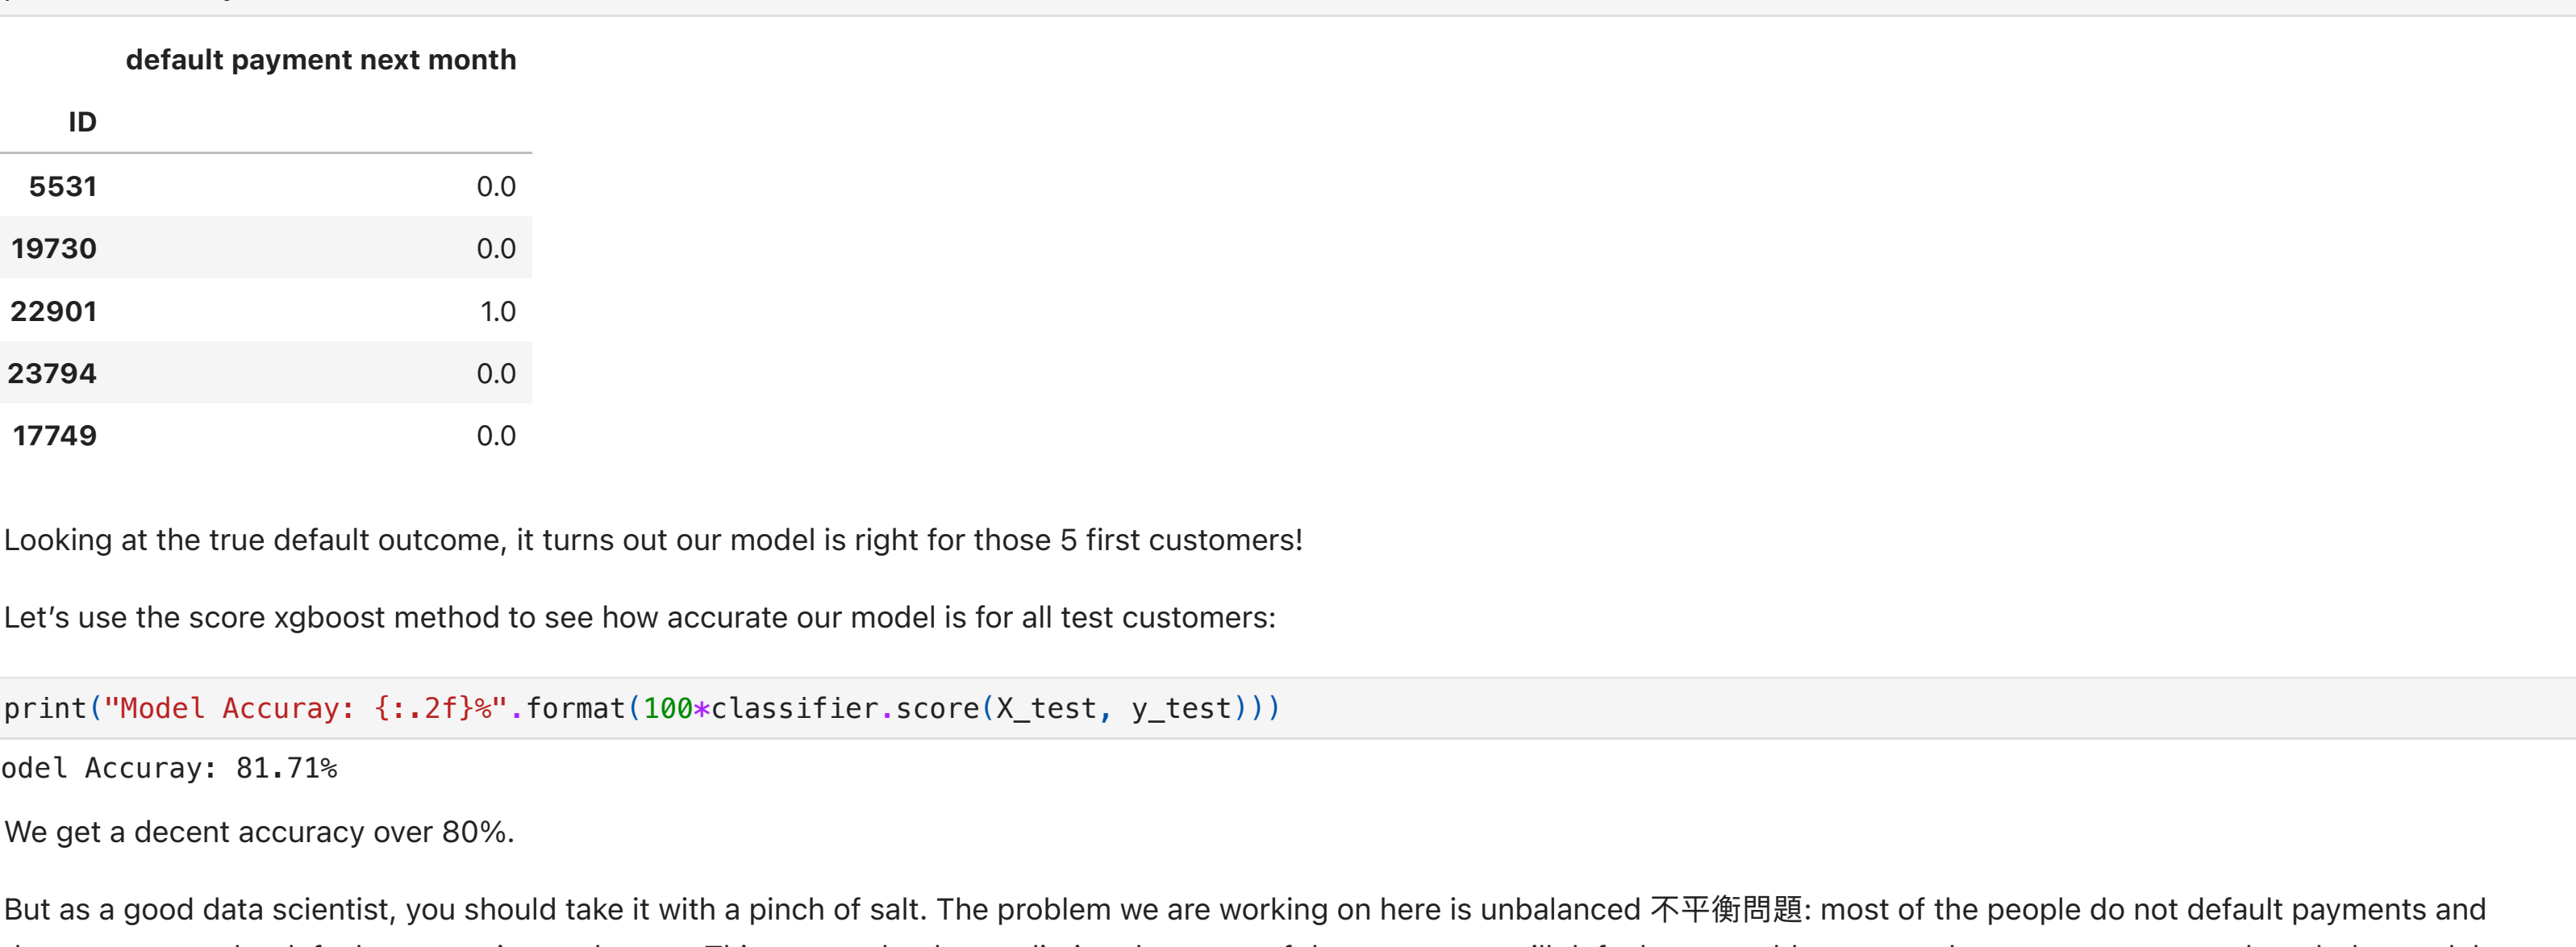 default payment next month
ID
5531 0.0
19730 0.0
22901 1.0
23794 0.0
17749 0.0
Looking at the true default outcome, it turns out our model is right for those 5 first customers!
Let’s use the score xgboost method to see how accurate our model is for all test customers:
print("Model Accuray: {:.2f}%".format(100*classifier.score(X_test, y_test)))
odel Accuray: 81.71%
We get a decent accuracy over 80%.
But as a good data scientist, you should take it with a pinch of salt. The problem we are working on here is unbalanced 不平衡問題: most of the people do not default payments and